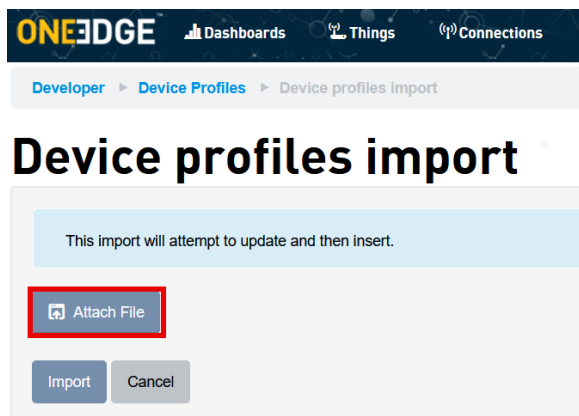 ONEEDGE Dashboards Things Connections
Developer Device Profiles Device profiles import
Device profiles import
This import will attempt to update and then insert.
Attach File
Import Cancel